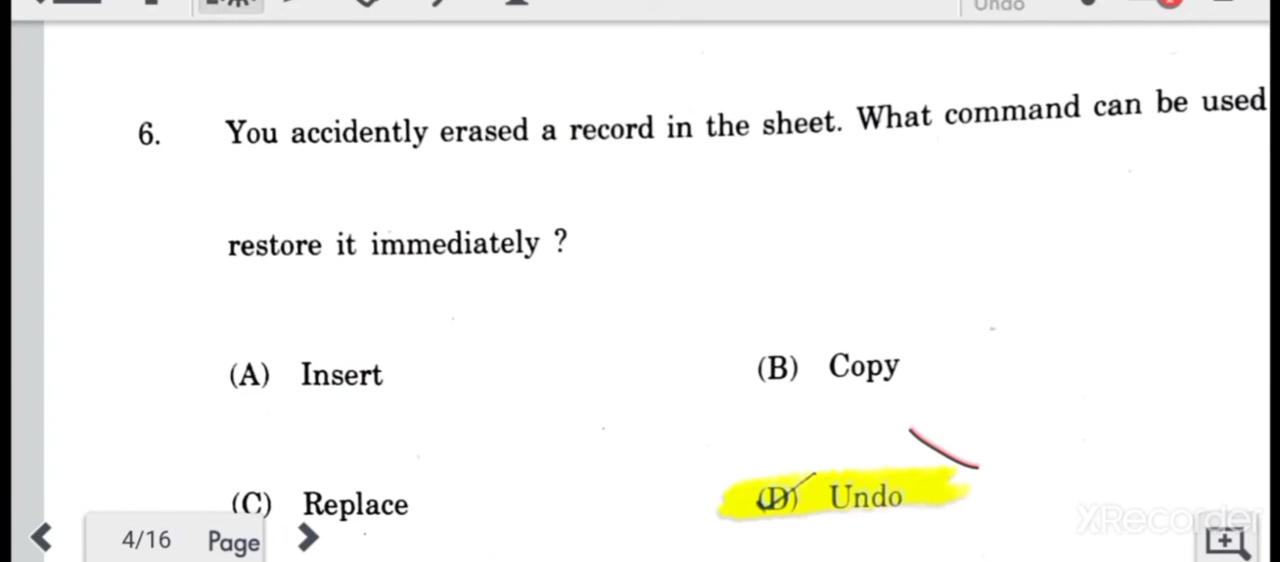 Undo
6. You accidently erased a record in the sheet. What command can be used
restore it immediately ?
(A) Insert
(B) Copy
(C) Replace
(D) Undo
4/16 Page
XRecorder